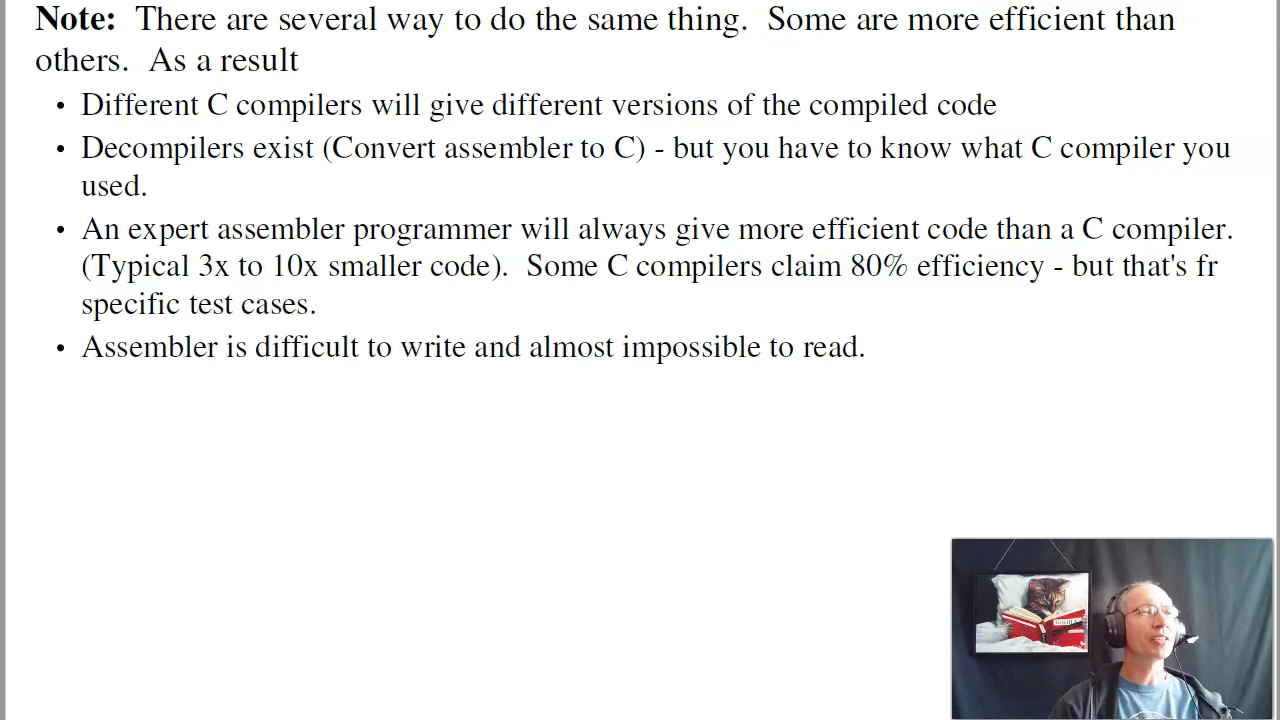 Note: There are several way to do the same thing. Some are more efficient than
others. As a result
• Different C compilers will give different versions of the compiled code
• Decompilers exist (Convert assembler to C) - but you have to know what C compiler you
used.
• An expert assembler programmer will always give more efficient code than a C compiler.
(Typical 3x to 10x smaller code). Some C compilers claim 80% efficiency - but that's fr
specific test cases.
• Assembler is difficult to write and almost impossible to read.